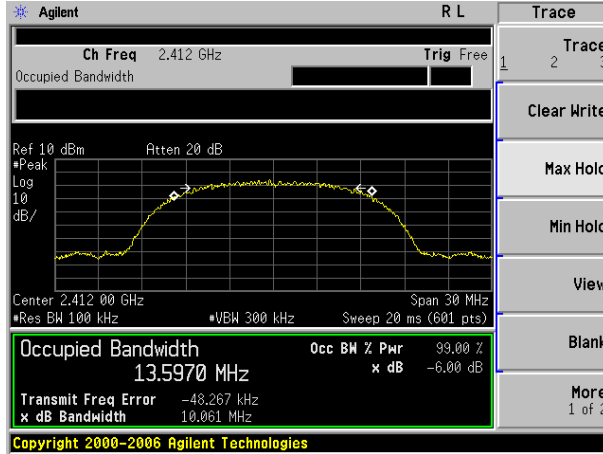 Agilent R L Trace
Ch Freq 2.412 GHz Trig Free
Occupied Bandwidth
Trace
1 2 3
Clear Write
Max Hold
Min Hold
View
Blank
More
1 of 2
Ref 10 dBm Atten 20 dB
#Peak
Log
10
dB/
Center 2.412 00 GHz Span 30 MHz
#Res BW 100 kHz #VBW 300 kHz Sweep 20 ms (601 pts)
Occupied Bandwidth Occ BW % Pwr 99.00 %
13.5970 MHz x dB -6.00 dB
Transmit Freq Error -48.267 kHz
x dB Bandwidth 10.061 MHz
Copyright 2000-2006 Agilent Technologies